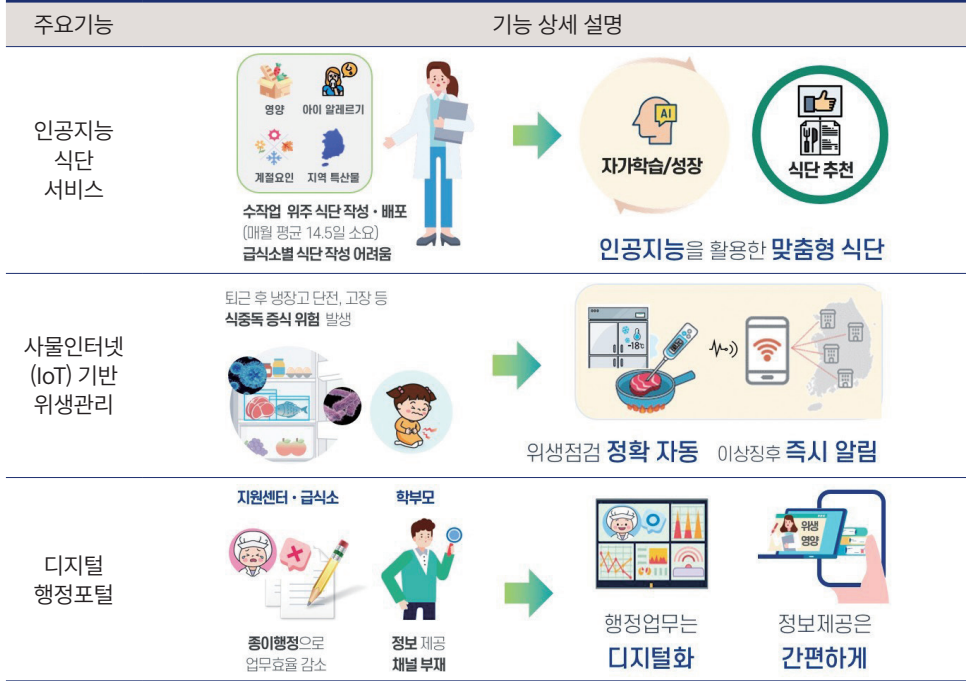 주요기능 기능 상세 설명
인공지능
식단
서비스
영양 아이 알레르기
계절요인 지역 특산물
수작업 위주 식단 작성・배포
(매월 평균 14.5일 소요)
급식소별 식단 작성 어려움
AI
자가학습/성장
식단 추천
인공지능을 활용한 맞춤형 식단
사물인터넷
(IoT) 기반
위생관리
퇴근 후 냉장고 단전, 고장 등
식중독 증식 위험 발생
-18℃
위생점검 정확 자동 이상징후 즉시 알림
디지털
행정포털
지원센터・급식소 학부모
종이행정으로
업무효율 감소
정보 제공
채널 부재
행정업무는
디지털화
위생
영양
정보제공은
간편하게